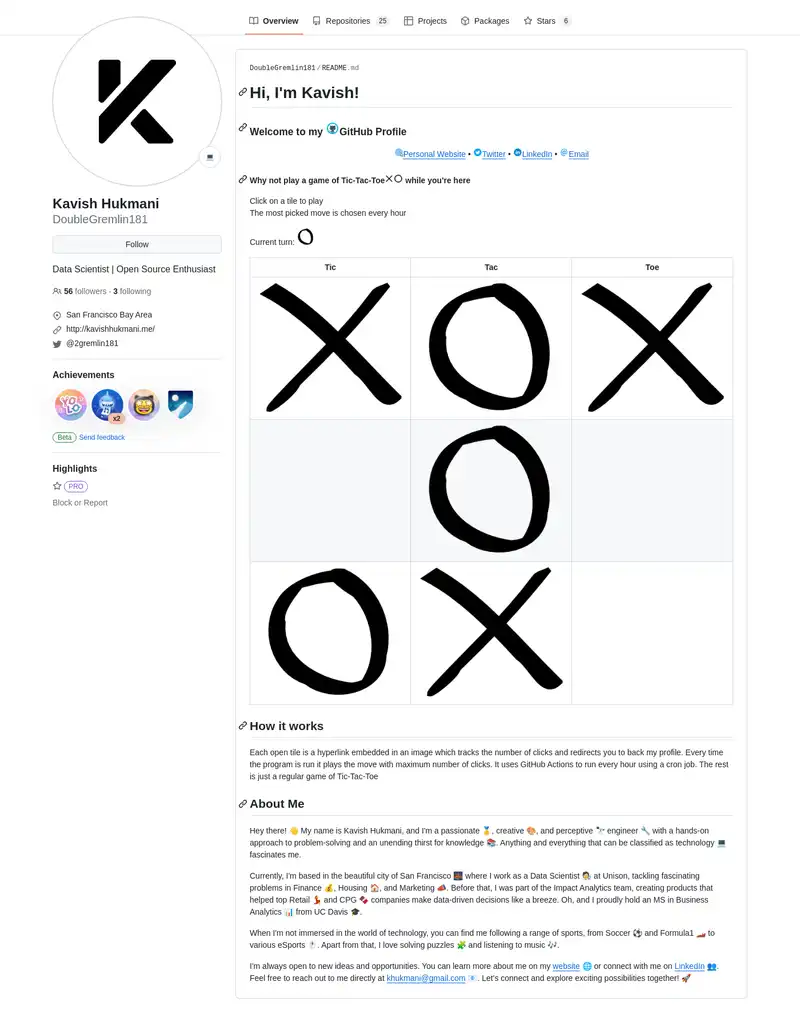 Overview
Repositories 25
Projects
Packages
Stars 6
DoubleGremlin181/README.md
Hi, I'm Kavish!
Welcome to my GitHub Profile
Personal Website • Twitter • LinkedIn • Email
Why not play a game of Tic-Tac-Toe while you're here
Click on a tile to play
The most picked move is chosen every hour
Current turn:
Tic Tac Toe
Kavish Hukmani
DoubleGremlin181
Follow
Data Scientist | Open Source Enthusiast
56 followers · 3 following
San Francisco Bay Area
http://kavishhukmani.me/
@2gremlin181
Achievements
YOLO
x2
Beta Send feedback
Highlights
PRO
Block or Report
How it works
Each open tile is a hyperlink embedded in an image which tracks the number of clicks and redirects you to back my profile. Every time
the program is run it plays the move with maximum number of clicks. It uses GitHub Actions to run every hour using a cron job. The rest
is just a regular game of Tic-Tac-Toe
About Me
Hey there! 👋 My name is Kavish Hukmani, and I'm a passionate 🏅, creative 🎨, and perceptive 🔭 engineer 🔧 with a hands-on
approach to problem-solving and an unending thirst for knowledge 📚. Anything and everything that can be classified as technology 💻
fascinates me.
Currently, I'm based in the beautiful city of San Francisco 🌉 where I work as a Data Scientist 🧑‍🔬 at Unison, tackling fascinating
problems in Finance 💰, Housing 🏠, and Marketing 📣. Before that, I was part of the Impact Analytics team, creating products that
helped top Retail 💃 and CPG 🍫 companies make data-driven decisions like a breeze. Oh, and I proudly hold an MS in Business
Analytics 📊 from UC Davis 🎓.
When I'm not immersed in the world of technology, you can find me following a range of sports, from Soccer ⚽ and Formula1 🏎️ to
various eSports 🖱️. Apart from that, I love solving puzzles 🧩 and listening to music 🎶.
I'm always open to new ideas and opportunities. You can learn more about me on my website 🌐 or connect with me on LinkedIn 👥.
Feel free to reach out to me directly at khukmani@gmail.com 📧. Let's connect and explore exciting possibilities together! 🚀